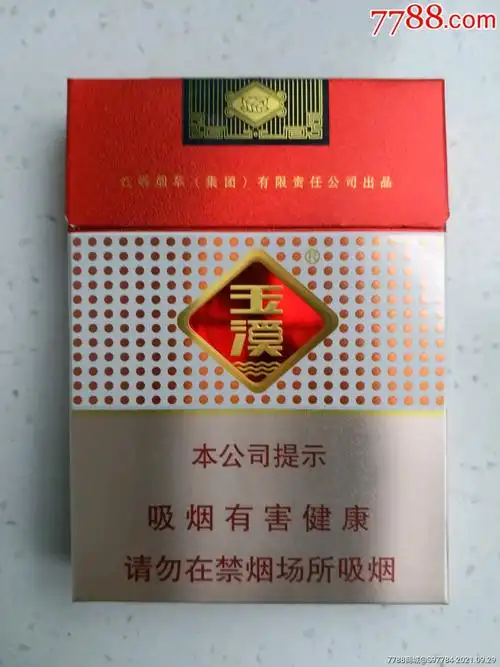 7788.com
红塔烟草(集团)有限责任公司出品
玉溪
本公司提示
吸烟有害健康
请勿在禁烟场所吸烟